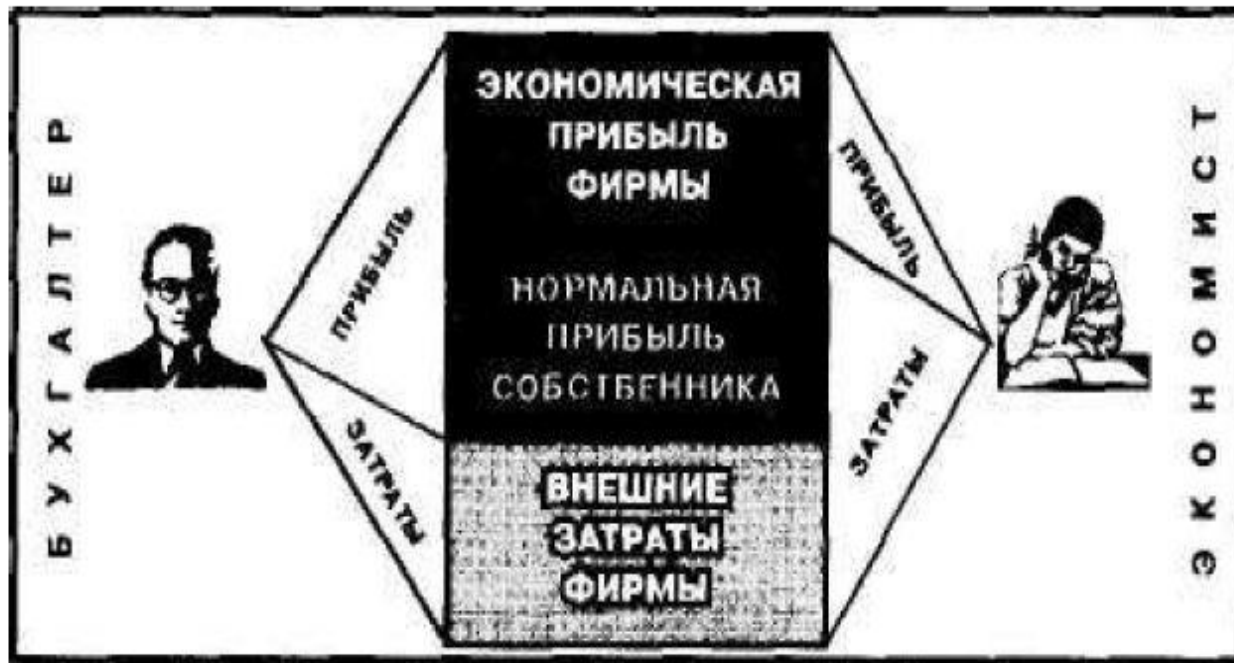 БУХГАЛТЕР
ПРИБЫЛЬ
ЗАТРАТЫ
ЭКОНОМИЧЕСКАЯ
ПРИБЫЛЬ
ФИРМЫ
НОРМАЛЬНАЯ
ПРИБЫЛЬ
СОБСТВЕННИКА
ВНЕШНИЕ
ЗАТРАТЫ
ФИРМЫ
ПРИБЫЛЬ
ЗАТРАТЫ
ЭКОНОМИСТ